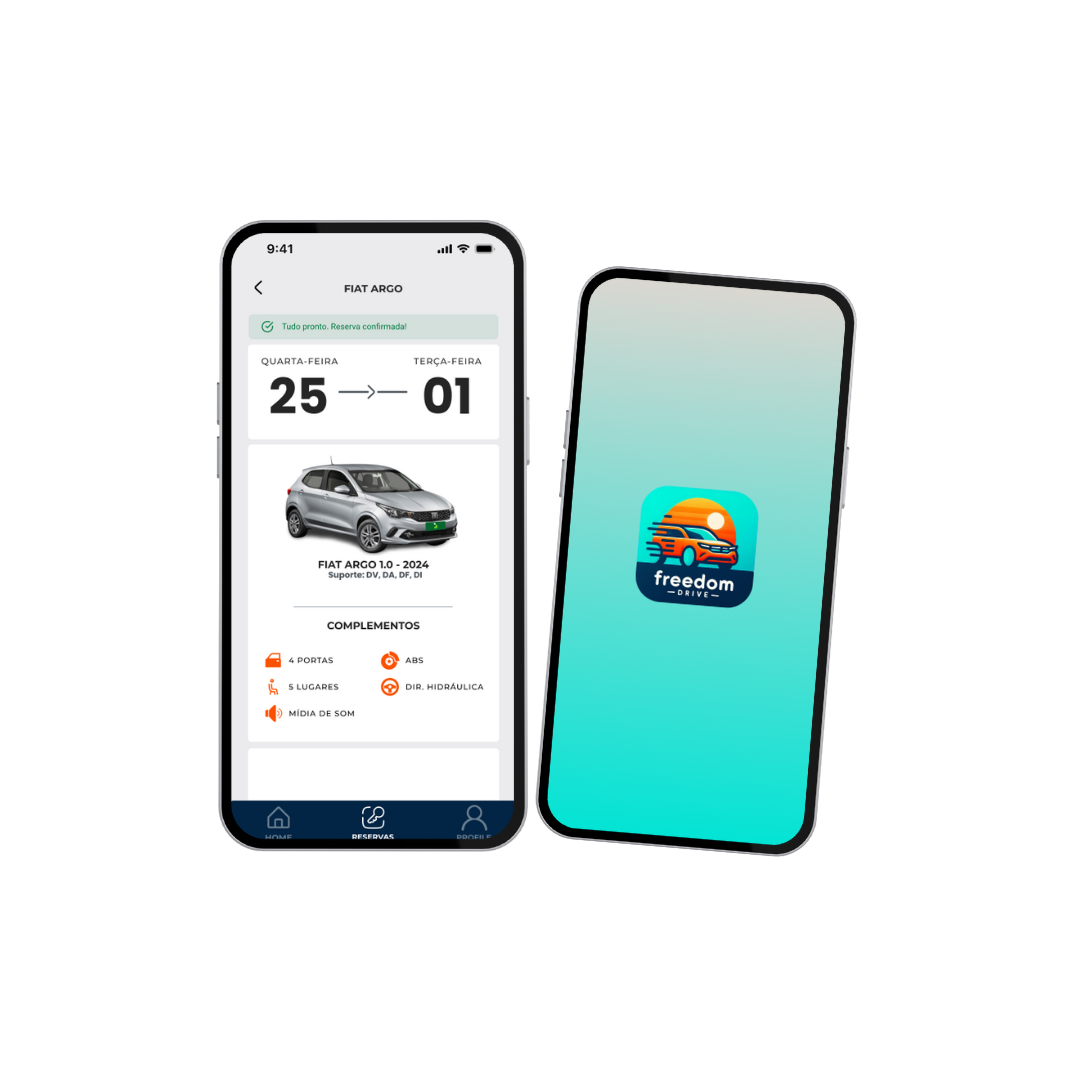 9:41
FIAT ARGO
Tudo pronto. Reserva confirmada!
QUARTA-FEIRA
TERÇA-FEIRA
25
01
FIAT ARGO 1.0 - 2024
Suporte: DV, DA, DF, DI
COMPLEMENTOS
4 PORTAS
ABS
5 LUGARES
DIR. HIDRÁULICA
MÍDIA DE SOM
HOME
RESERVAS
PROFILE
freedom
DRIVE